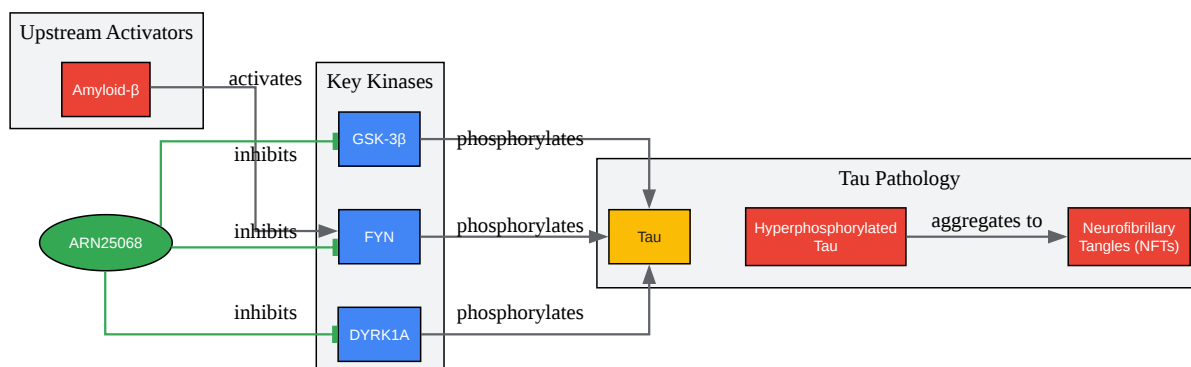 Upstream Activators
Amyloid-β
activates
Key Kinases
GSK-3β
phosphorylates
inhibits
Tau Pathology
ARN25068
inhibits
FYN
phosphorylates
Tau
Hyperphosphorylated
Tau
aggregates to
Neurofibrillary
Tangles (NFTs)
inhibits
DYRK1A
phosphorylates